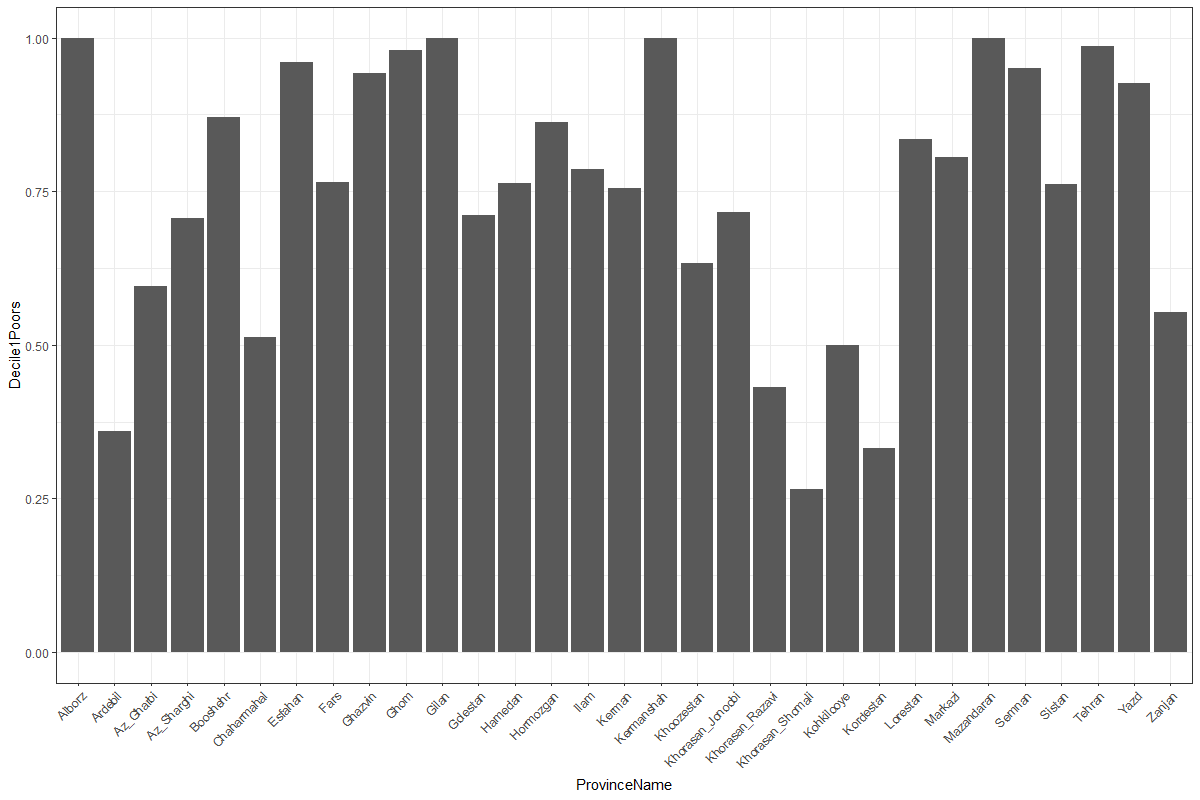 1.00
0.75
0.50
0.25
0.00
Decile1Poors
Alborz
Ardebil
Az_Gharbi
Az_Sharghi
Booshehr
Chaharmahal
Esfahan
Fars
Ghazvin
Ghom
Gilan
Golestan
Hamedan
Hormozgan
Ilam
Kerman
Kermanshah
Khoozestan
Khorasan_Jonoobi
Khorasan_Razavi
Khorasan_Shomali
Kohkilooye
Kordestan
Lorestan
Markazi
Mazandaran
Semnan
Sistan
Tehran
Yazd
Zanjan
ProvinceName